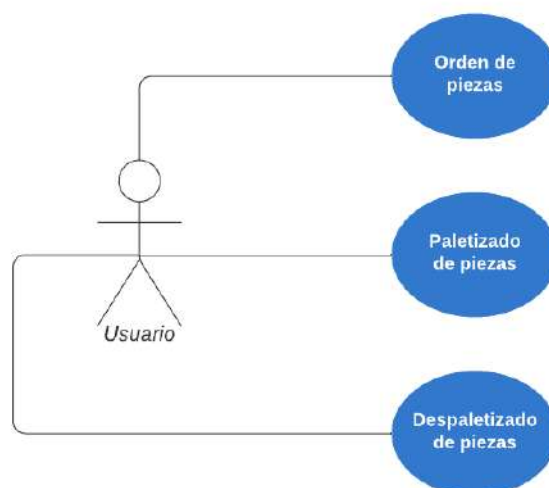 Orden de
piezas
Paletizado
de piezas
Usuario
Despaletizado
de piezas